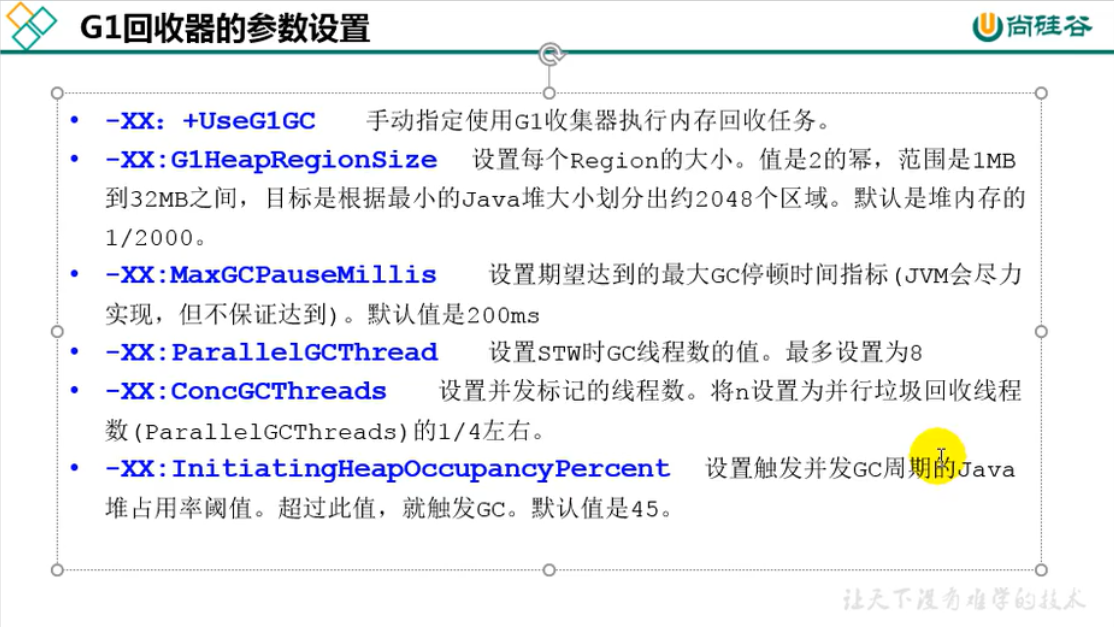 G1回收器的参数设置
尚硅谷
• -XX: +UseG1GC 手动指定使用G1收集器执行内存回收任务。
• -XX:G1HeapRegionSize 设置每个Region的大小。值是2的幂，范围是1MB
到32MB之间，目标是根据最小的Java堆大小划分出约2048个区域。默认是堆内存的
1/2000。
• -XX:MaxGCPauseMillis 设置期望达到的最大GC停顿时间指标(JVM会尽力
实现，但不保证达到)。默认值是200ms
• -XX:ParallelGCThread 设置STW时GC线程数的值。最多设置为8
• -XX:ConcGCThreads 设置并发标记的线程数。将n设置为并行垃圾回收线程
数(ParallelGCThreads)的1/4左右。
• -XX:InitiatingHeapOccupancyPercent 设置触发并发GC周期的Java
堆占用率阈值。超过此值，就触发GC。默认值是45。
让天下没有难学的技术